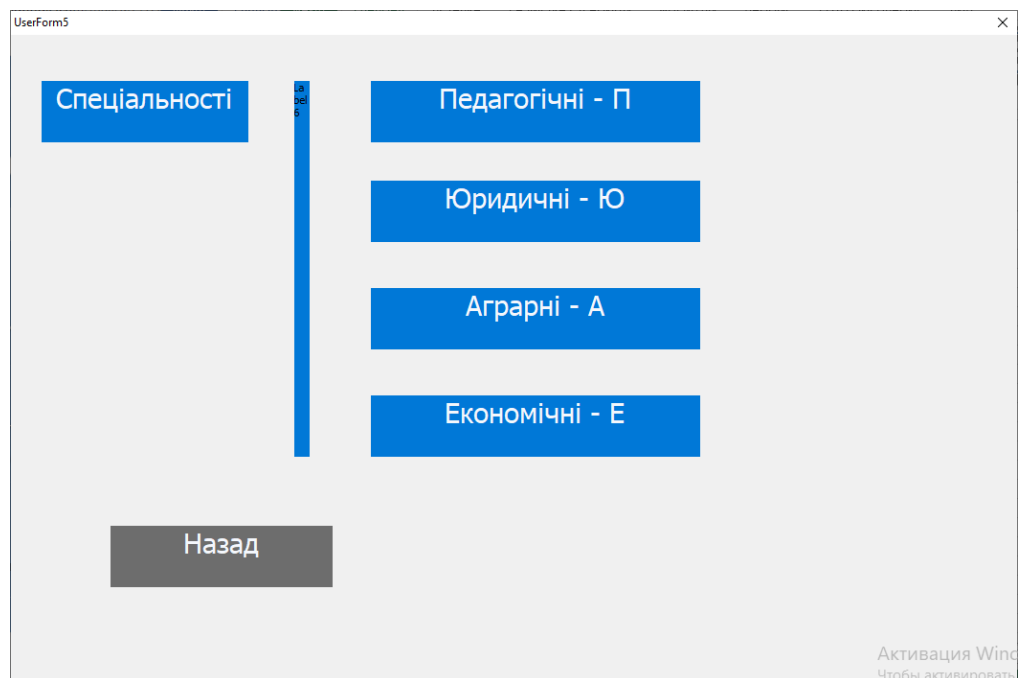 UserForm5
Спеціальності
La
bel
6
Педагогічні - П
Юридичні - Ю
Аграрні - А
Економічні - Е
Назад
Активация Winc
Чтобы активировать